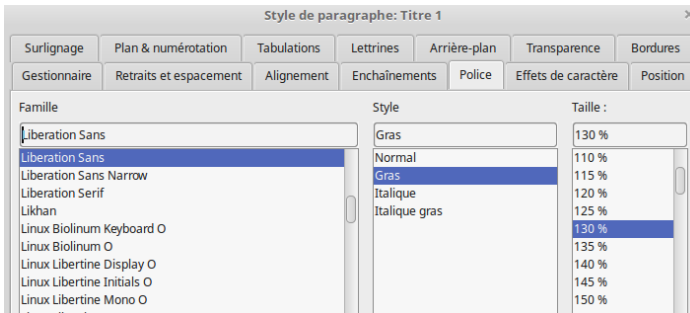 Style de paragraphe: Titre 1
Surlignage Plan & numérotation Tabulations Lettrines Arrière-plan Transparence Bordures
Gestionnaire Retraits et espacement Alignement Enchaînements Police Effets de caractère Position
Famille Style Taille :
Liberation Sans Gras 130 %
Liberation Sans Normal 110 %
Liberation Sans Narrow Gras 115 %
Liberation Serif Italique 120 %
Likhan Italique gras 125 %
Linux Biolinum Keyboard O 130 %
Linux Biolinum O 135 %
Linux Libertine Display O 140 %
Linux Libertine Initials O 145 %
Linux Libertine Mono O 150 %